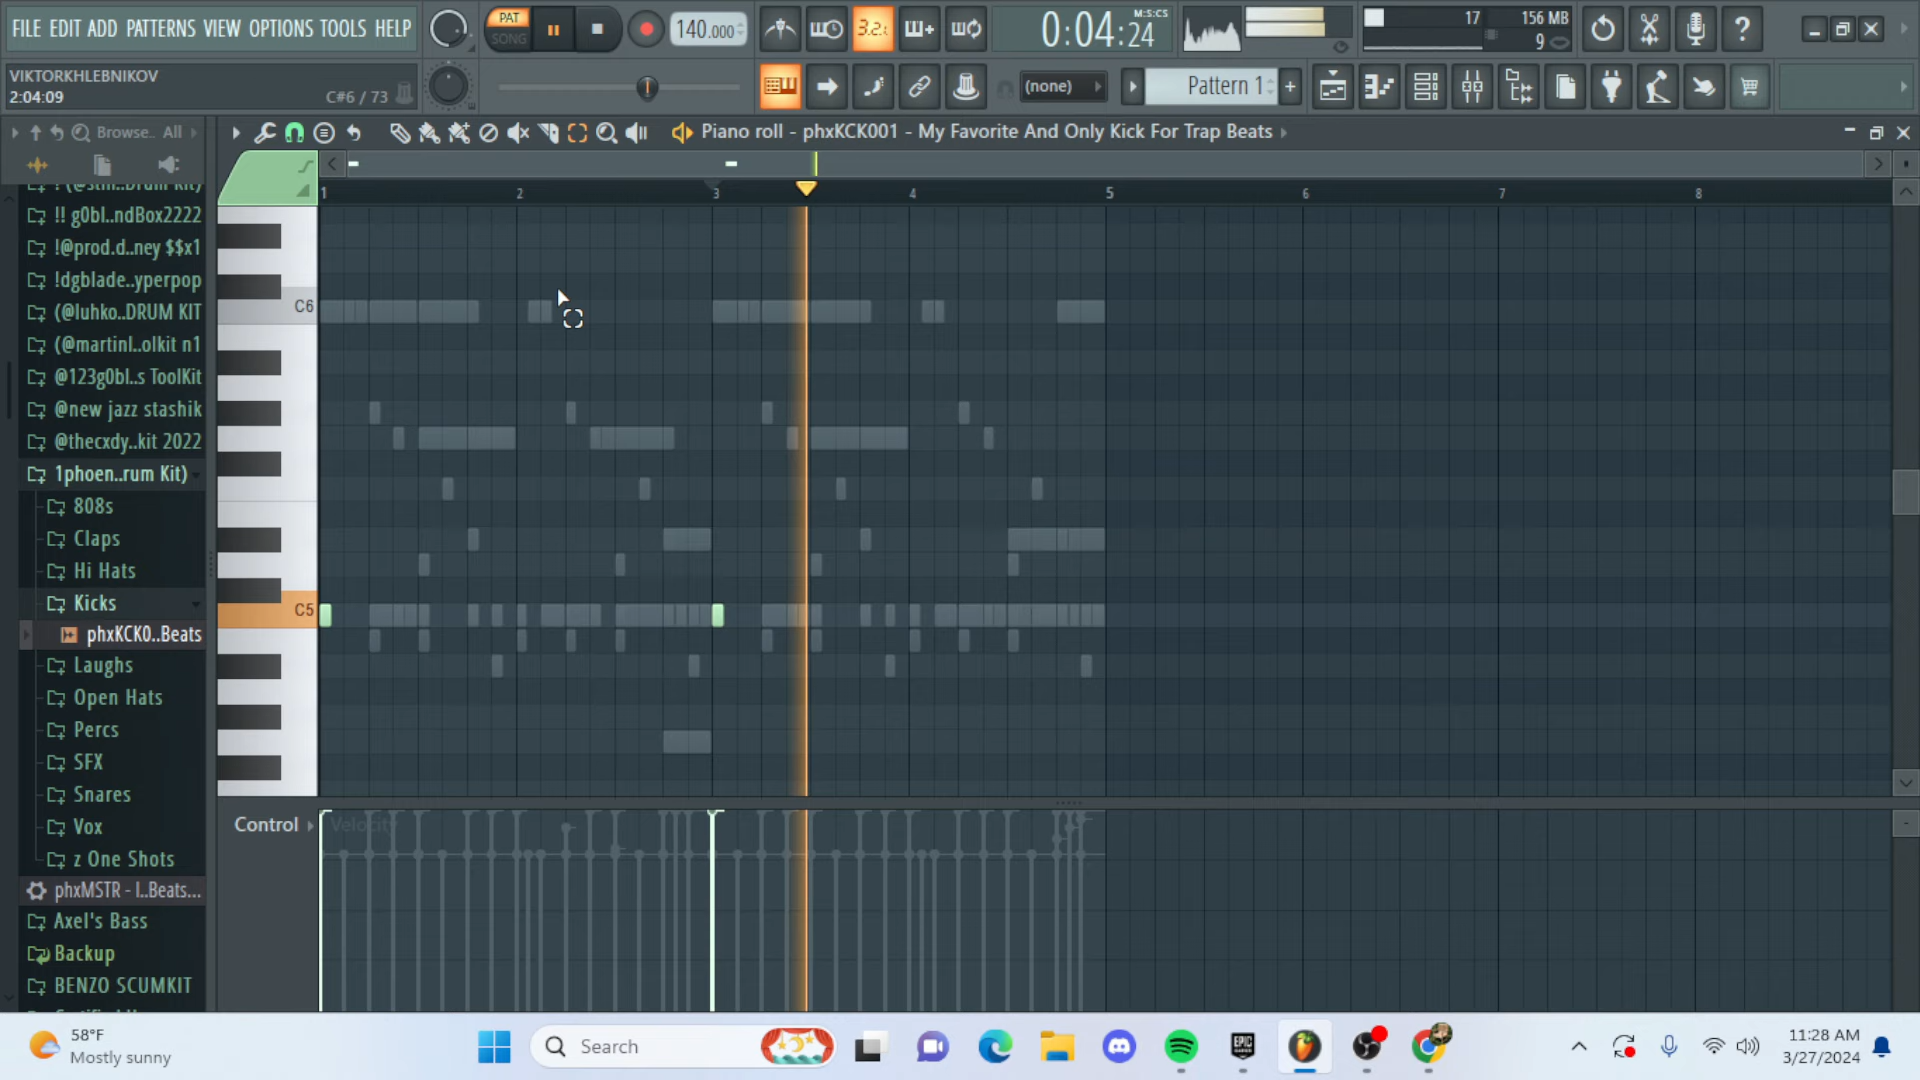 FILE EDIT ADD PATTERNS VIEW OPTIONS TOOLS HELP
PAT
SONG
140.000
3.2.
0:04:24
M:S:CS
17
156 MB
9
VIKTORKHLEBNIKOV
2:04:09
C#6 / 73
(none)
Pattern 1
Browse.. All
Piano roll - phxKCK001 - My Favorite And Only Kick For Trap Beats
1 2 3 4 5 6 7 8
!! g0bl..ndBox2222
!@prod.d..ney $$x1
!dgblade..yperpop
(@luhko..DRUM KIT
(@martinl..olkit n1
@123g0bl..s ToolKit
@new jazz stashik
@thecxdy..kit 2022
1phoen..rum Kit)
808s
Claps
Hi Hats
Kicks
phxKCK0..Beats
Laughs
Open Hats
Percs
SFX
Snares
Vox
z One Shots
phxMSTR - I..Beats...
Axel's Bass
Backup
BENZO SCUMKIT
C6
C5
Control
Velocity
58°F
Mostly sunny
Search
EPIC
GAMES
11:28 AM
3/27/2024